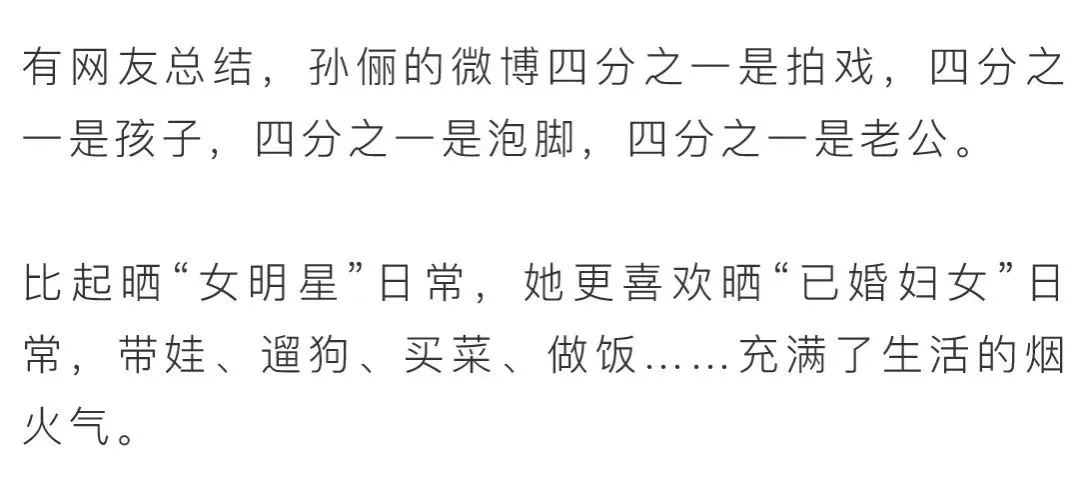 有网友总结，孙俪的微博四分之一是拍戏，四分之
一是孩子，四分之一是泡脚，四分之一是老公。
比起晒“女明星”日常，她更喜欢晒“已婚妇女”日
常，带娃、遛狗、买菜、做饭……充满了生活的烟
火气。